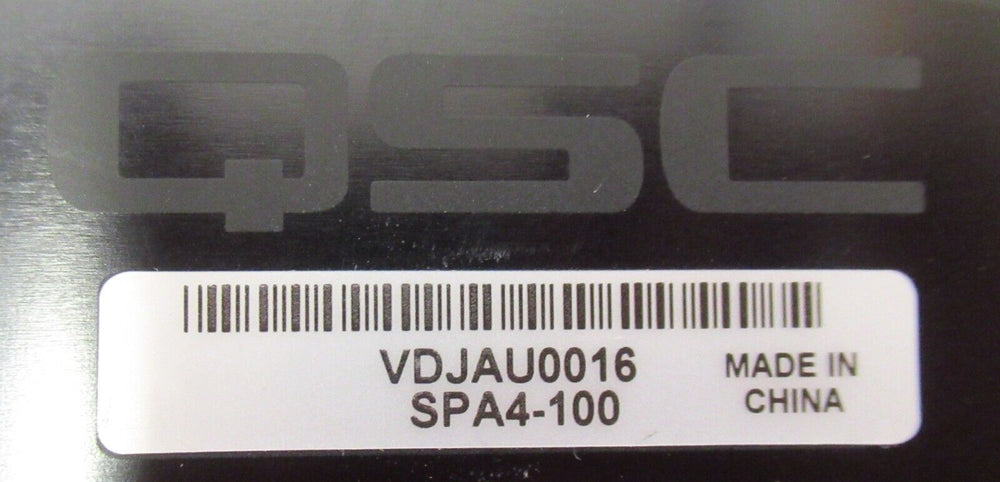 QSC
VDJAU0016
SPA4-100
MADE IN
CHINA